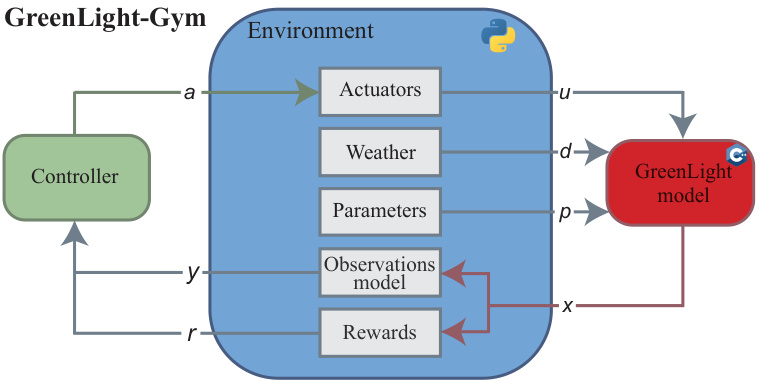 GreenLight-Gym
Environment
a
Actuators
u
Controller
Weather
d
GreenLight
model
Parameters
p
y
Observations
model
x
r
Rewards